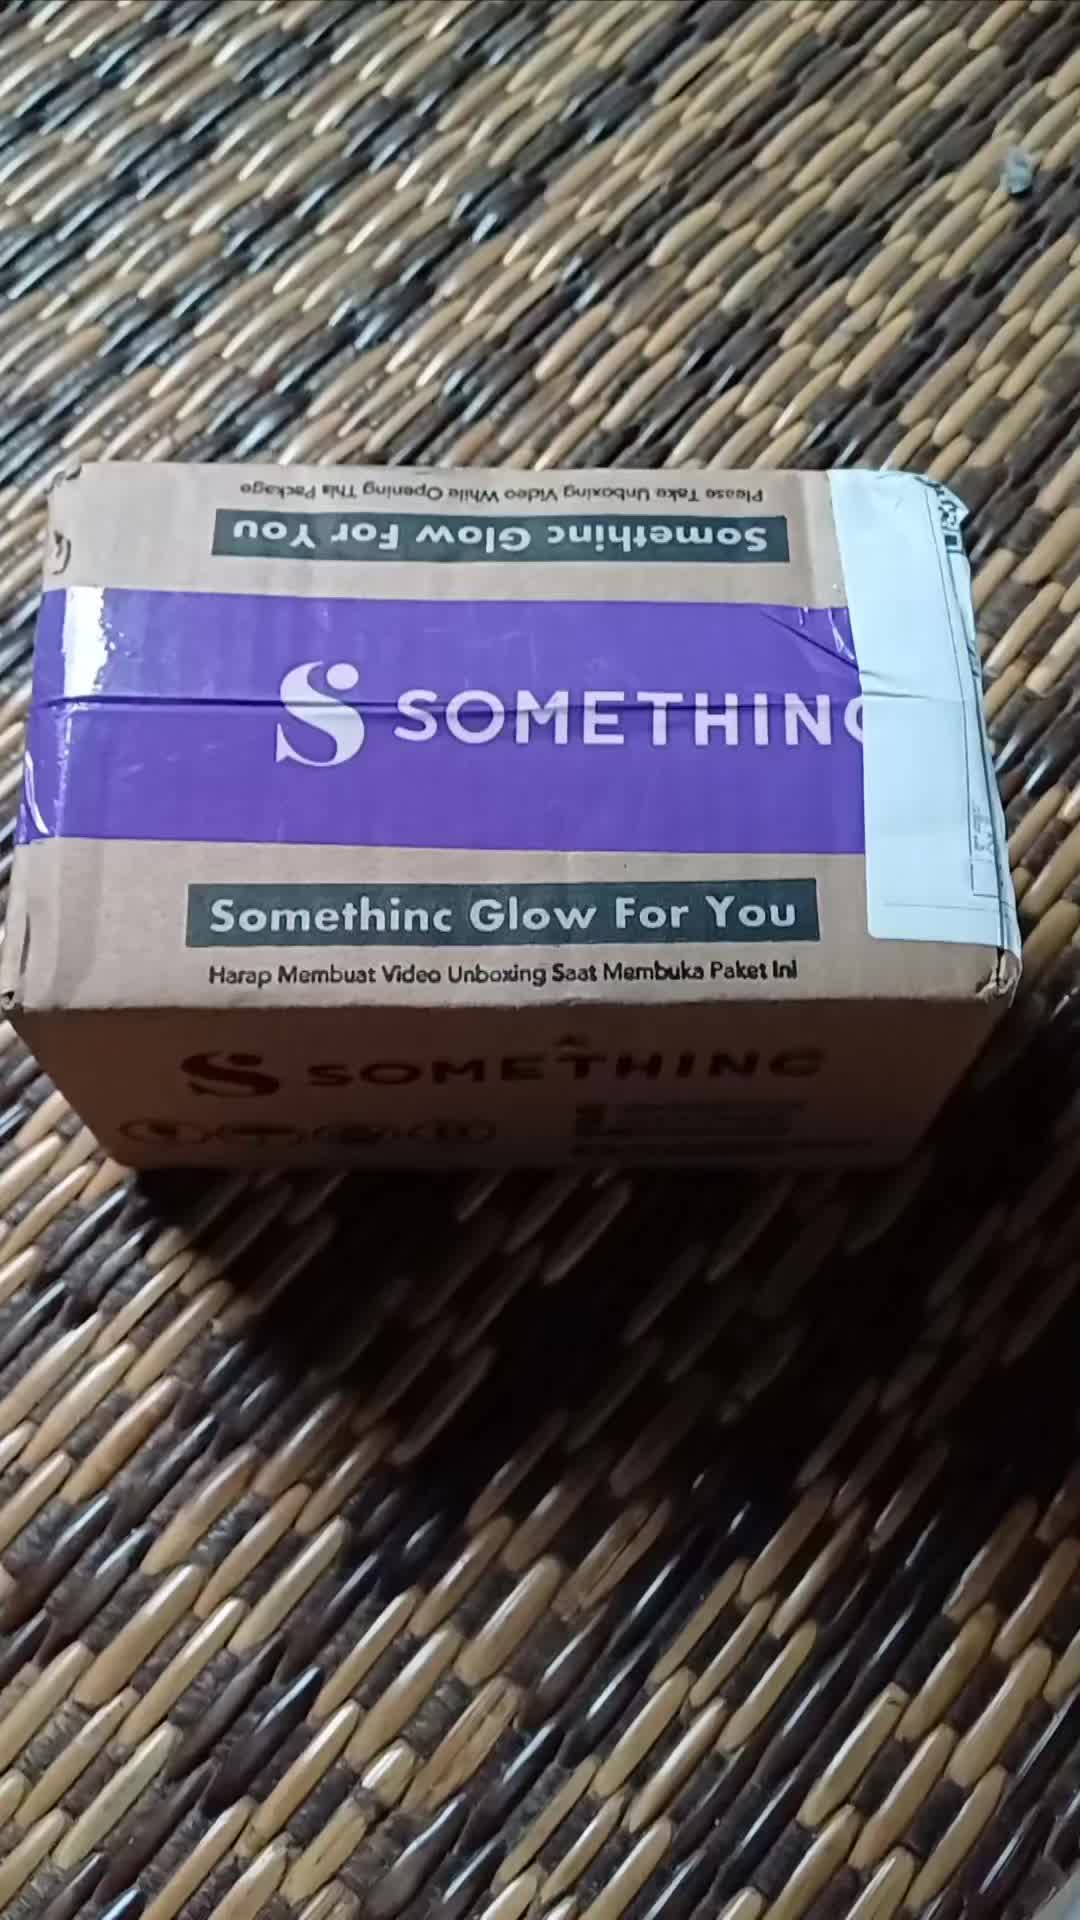 Please Take Unboxing Video While Opening This Package
Somethinc Glow For You
SOMETHINC
Somethinc Glow For You
Harap Membuat Video Unboxing Saat Membuka Paket Ini
SOMETHINC